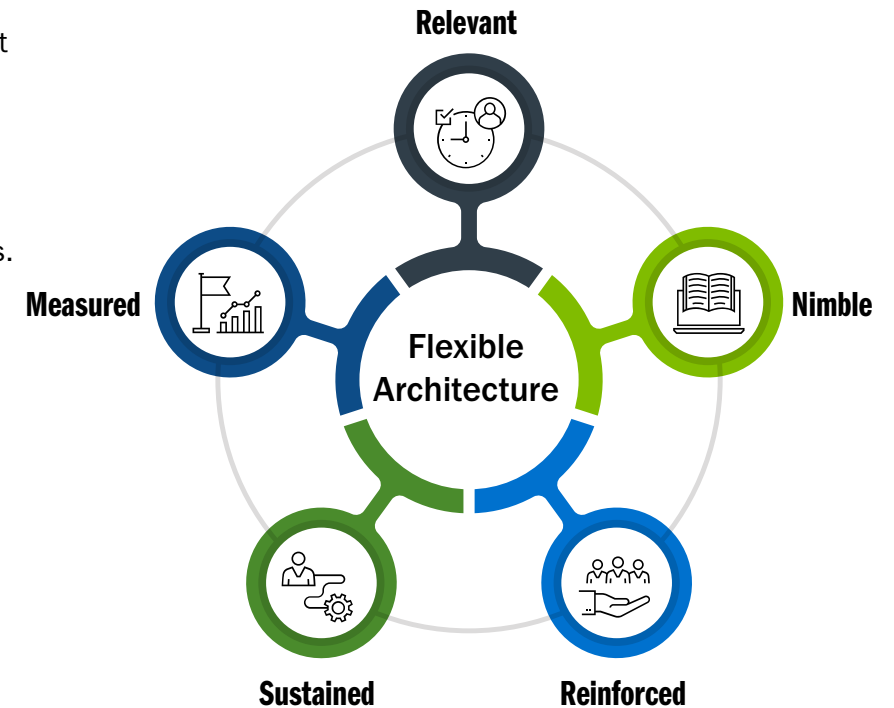 Relevant
t
s.
Measured
Nimble
Flexible
Architecture
Sustained
Reinforced